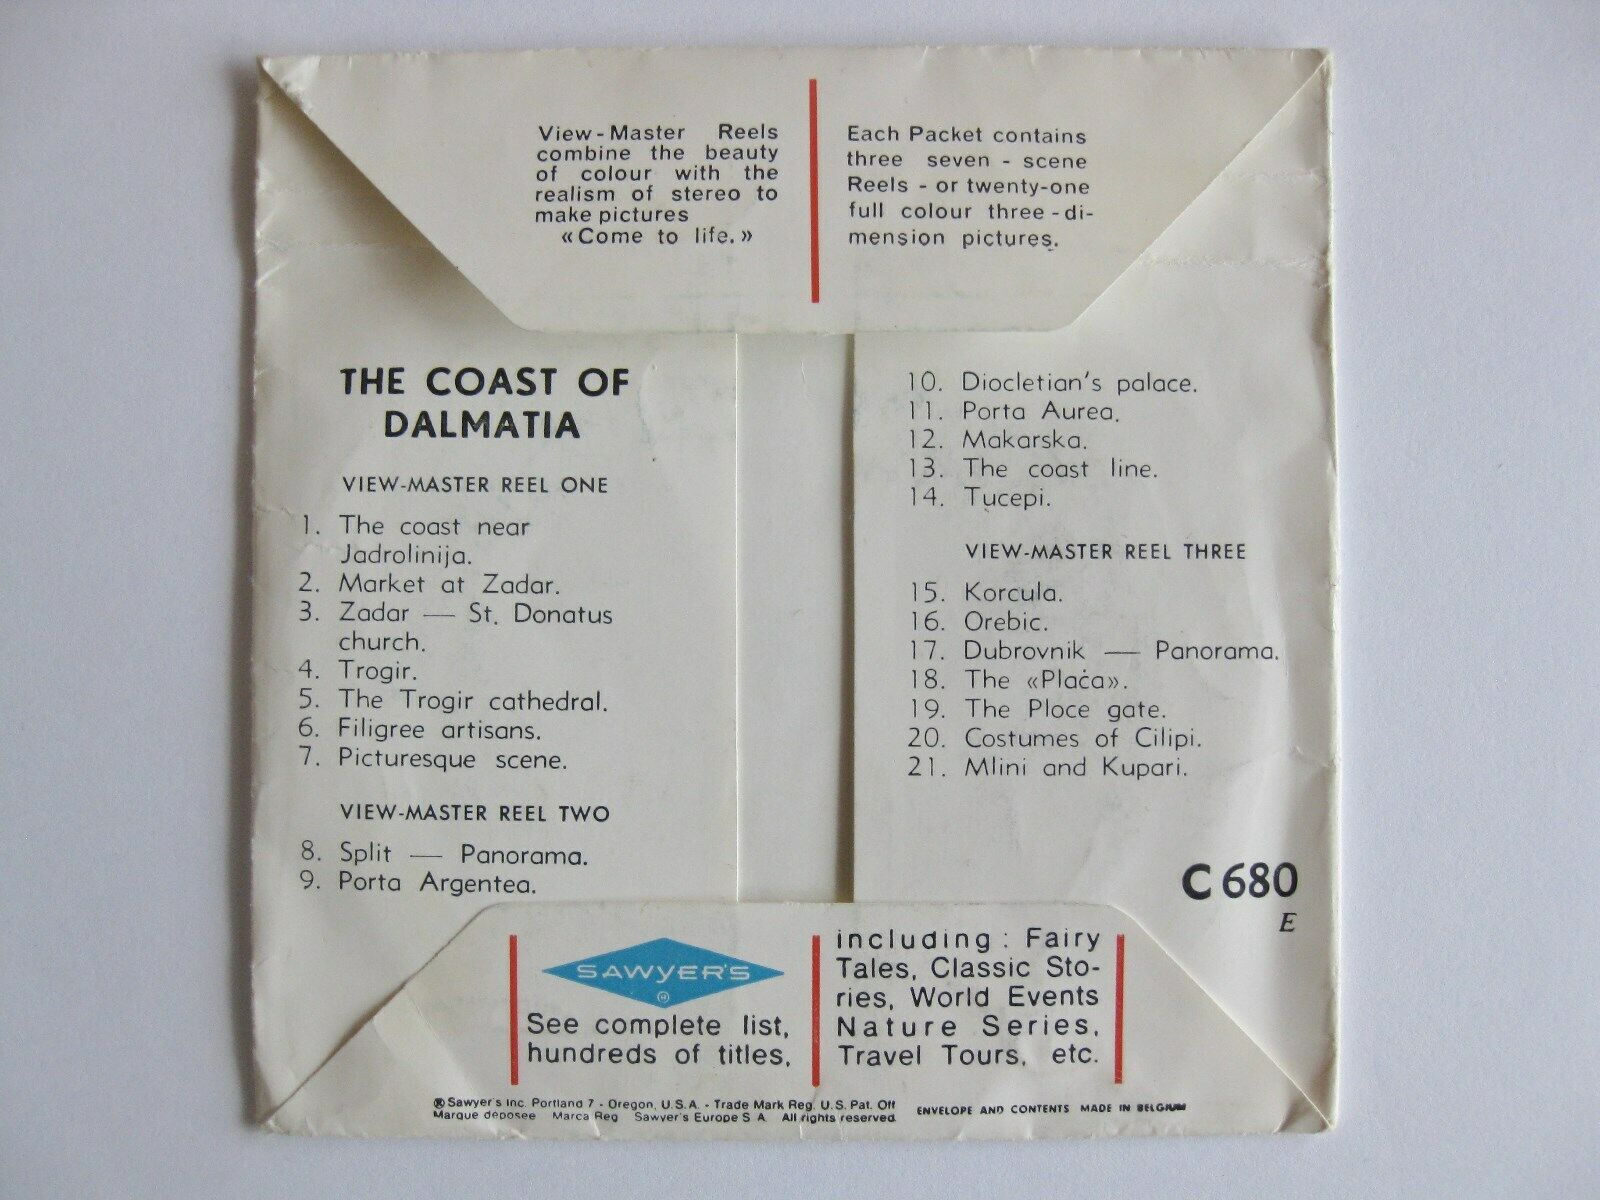 View-Master Reels
combine the beauty
of colour with the
realism of stereo to
make pictures
«Come to life.»
Each Packet contains
three seven - scene
Reels - or twenty-one
full colour three-di-
mension pictures.
THE COAST OF
DALMATIA
VIEW-MASTER REEL ONE
1. The coast near
Jadrolinija.
2. Market at Zadar.
3. Zadar — St. Donatus
church.
4. Trogir.
5. The Trogir cathedral.
6. Filigree artisans.
7. Picturesque scene.
VIEW-MASTER REEL TWO
8. Split — Panorama.
9. Porta Argentea.
10. Diocletian's palace.
11. Porta Aurea.
12. Makarska.
13. The coast line.
14. Tucepi.
VIEW-MASTER REEL THREE
15. Korcula.
16. Orebic.
17. Dubrovnik — Panorama.
18. The «Plaċa».
19. The Ploce gate.
20. Costumes of Cilipi.
21. Mlini and Kupari.
C 680
E
SAWYER'S
®
See complete list,
hundreds of titles,
including : Fairy
Tales, Classic Sto-
ries, World Events
Nature Series,
Travel Tours, etc.
® Sawyer's Inc. Portland 7 - Oregon, U.S.A. - Trade Mark Reg. U.S. Pat. Off
Marque deposee Marca Reg Sawyer's Europe S A. All rights reserved
ENVELOPE AND CONTENTS MADE IN BELGIUM